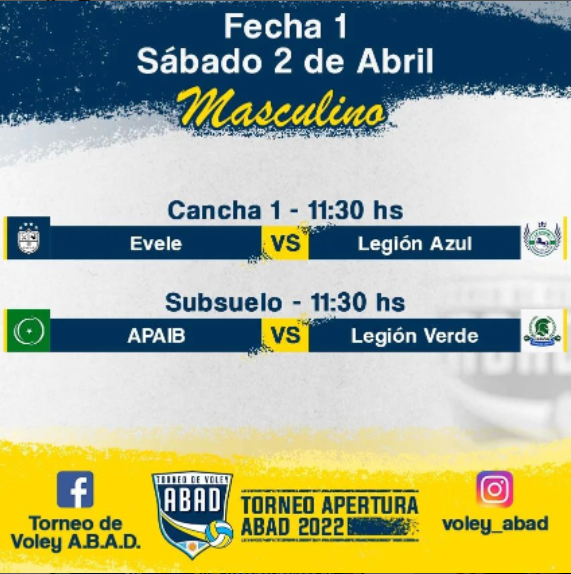 Fecha 1
Sábado 2 de Abril
Masculino
Cancha 1 - 11:30 hs
Evele VS Legión Azul
Subsuelo - 11:30 hs
APAIB VS Legión Verde
TORNEO DE VOLEY
ABAD
TORNEO APERTURA
ABAD 2022
Torneo de
Voley A.B.A.D.
voley_abad